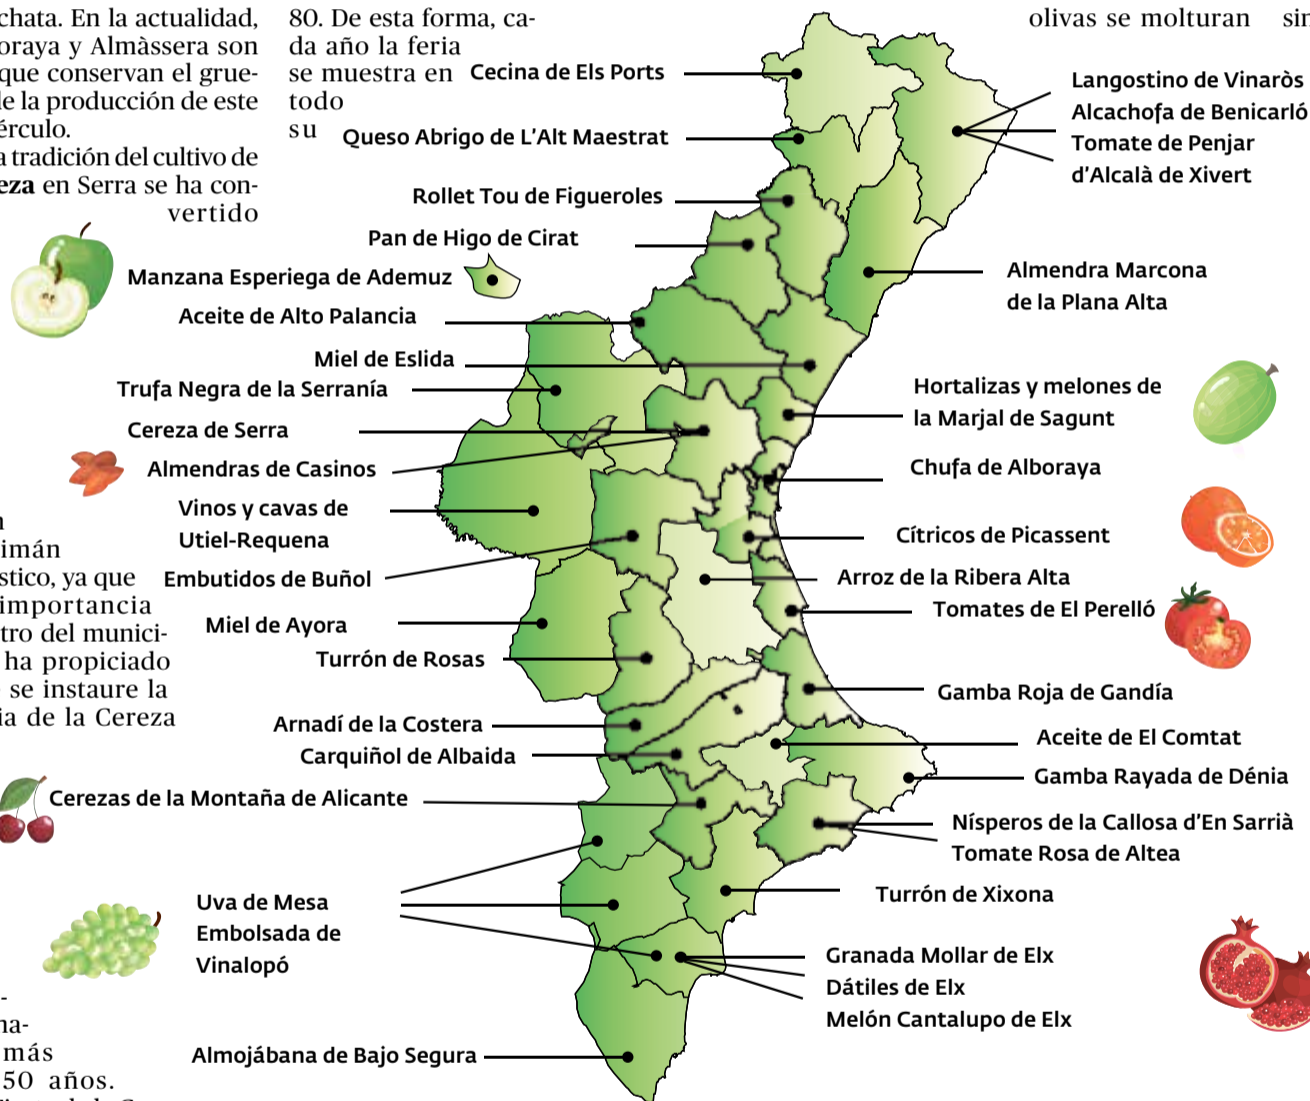 chata. En la actualidad,
oraya y Almàssera son
que conservan el grue-
de la producción de este
érculo.
a tradición del cultivo de
eza en Serra se ha con-
vertido
80. De esta forma, ca-
da año la feria
se muestra en
todo
su
olivas se molturan sin
Cecina de Els Ports
Queso Abrigo de L'Alt Maestrat
Rollet Tou de Figueroles
Pan de Higo de Cirat
Manzana Esperiega de Ademuz
Aceite de Alto Palancia
Miel de Eslida
Trufa Negra de la Serranía
Cereza de Serra
Almendras de Casinos
Vinos y cavas de
Utiel-Requena
Embutidos de Buñol
Miel de Ayora
Turrón de Rosas
Arnadí de la Costera
Carquiñol de Albaida
Cerezas de la Montaña de Alicante
Uva de Mesa
Embolsada de
Vinalopó
Almojábana de Bajo Segura
Langostino de Vinaròs
Alcachofa de Benicarló
Tomate de Penjar
d'Alcalà de Xivert
Almendra Marcona
de la Plana Alta
Hortalizas y melones de
la Marjal de Sagunt
Chufa de Alboraya
Cítricos de Picassent
Arroz de la Ribera Alta
Tomates de El Perelló
Gamba Roja de Gandía
Aceite de El Comtat
Gamba Rayada de Dénia
Nísperos de la Callosa d'En Sarrià
Tomate Rosa de Altea
Turrón de Xixona
Granada Mollar de Elx
Dátiles de Elx
Melón Cantalupo de Elx
imán
stico, ya que
importancia
tro del munici-
ha propiciado
se instaure la
ia de la Cereza
na-
más
50 años.